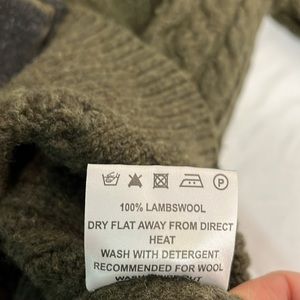 P
100% LAMBSWOOL
DRY FLAT AWAY FROM DIRECT
HEAT
WASH WITH DETERGENT
RECOMMENDED FOR WOOL